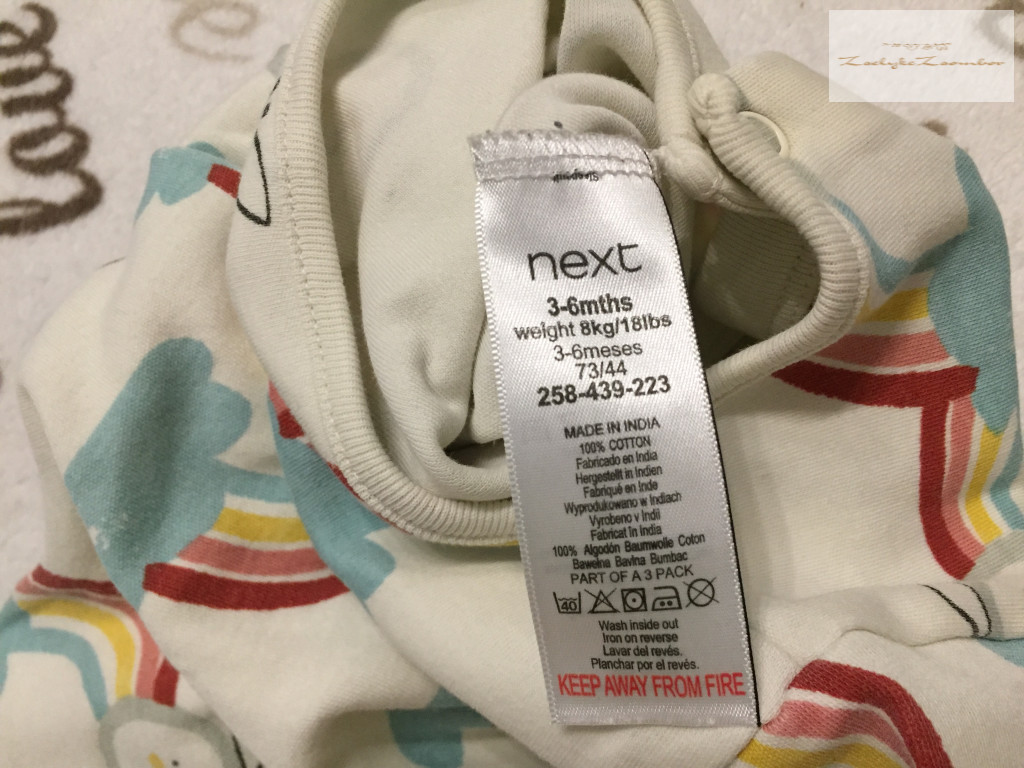 next
3-6mths
weight 8kg/18lbs
3-6meses
73/44
258-439-223
MADE IN INDIA
100% COTTON
Fabricado en India
Hergestellt in Indien
Fabriqué en Inde
Wyprodukowano w Indiach
Vyrobeno v Indii
Fabricat în India
100% Algodón Baumwolle Coton
Bawełna Bavlna Bumbac
PART OF A 3 PACK
40
Wash inside out
Iron on reverse
Lavar del revés.
Planchar por el revés.
KEEP AWAY FROM FIRE